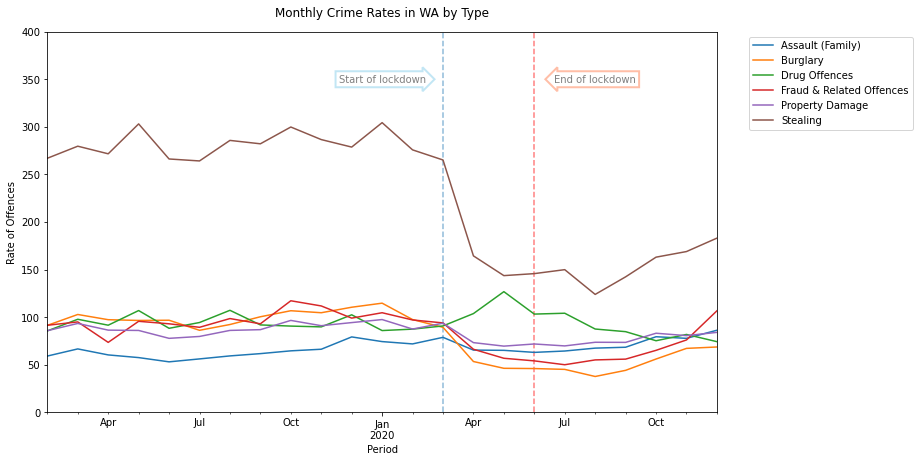 Monthly Crime Rates in WA by Type
400
350
300
250
200
150
100
50
0
Rate of Offences
Start of lockdown
End of lockdown
Assault (Family)
Burglary
Drug Offences
Fraud & Related Offences
Property Damage
Stealing
Apr
Jul
Oct
Jan
2020
Apr
Jul
Oct
Period